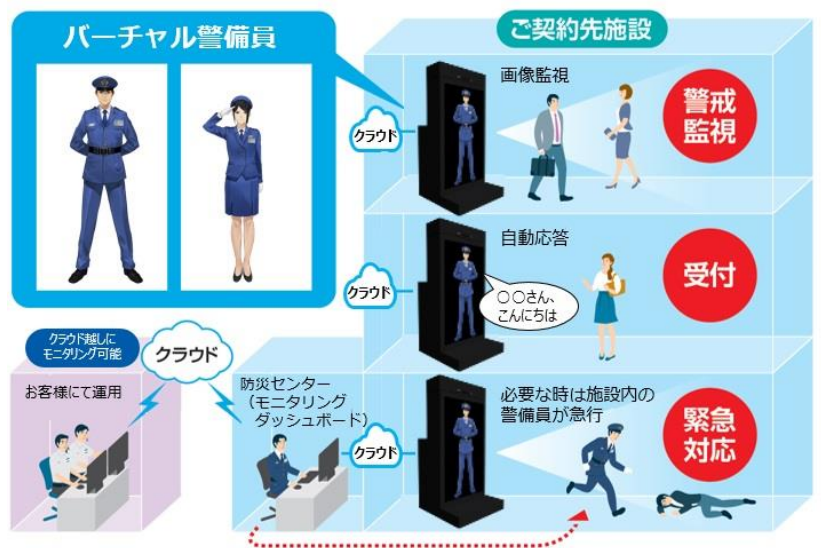 バーチャル警備員
ご契約先施設
画像監視
クラウド
警戒
監視
自動応答
クラウド
○○さん、
こんにちは
受付
クラウド越しに
モニタリング可能
クラウド
お客様にて運用
防災センター
（モニタリング
ダッシュボード）
クラウド
必要な時は施設内の
警備員が急行
緊急
対応